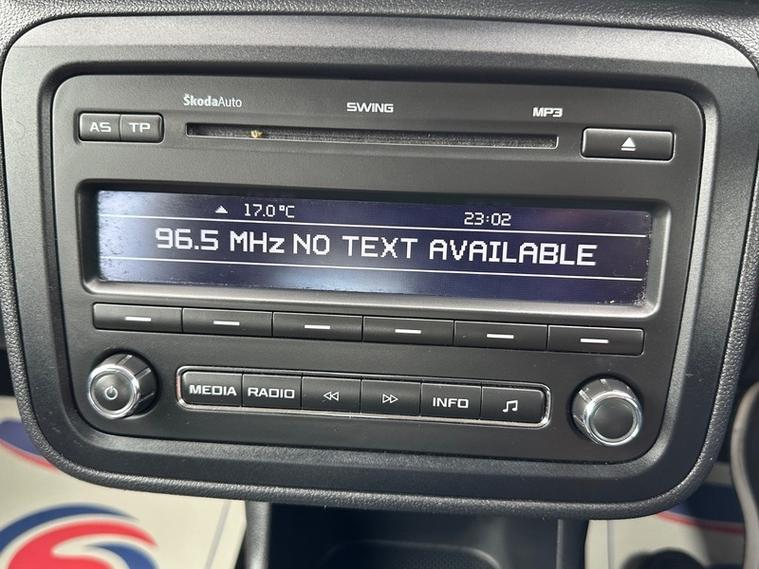 ŠkodaAuto SWING MP3
AS TP
17.0 °C 23:02
96.5 MHz NO TEXT AVAILABLE
MEDIA RADIO INFO